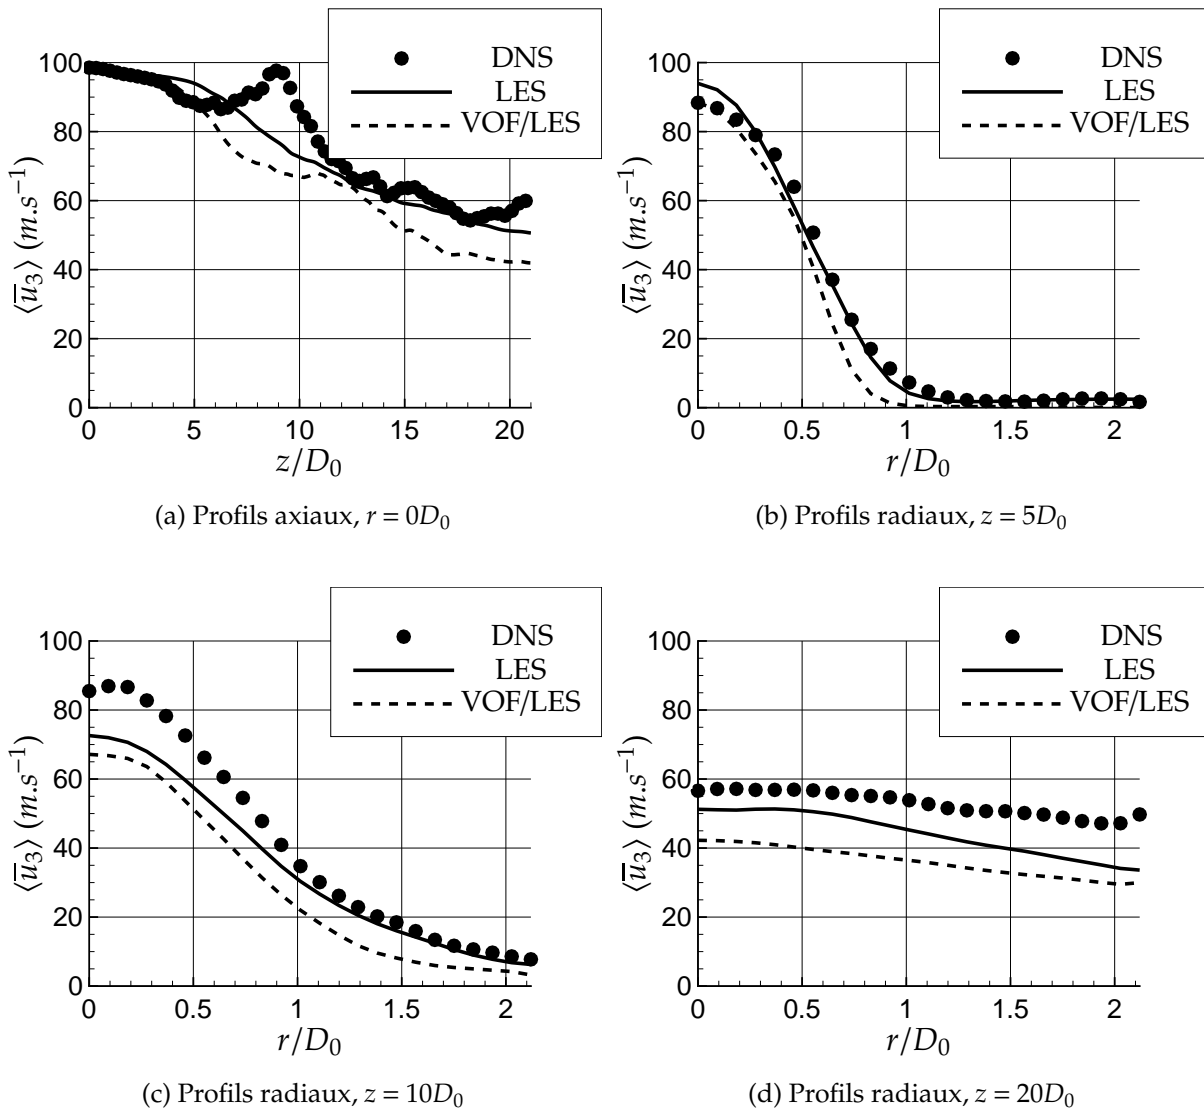 DNS
LES
VOF/LES
⟨u̅₃⟩ (m.s⁻¹)
100
80
60
40
20
0
0
5
10
15
20
z/D₀
(a) Profils axiaux, r = 0D₀
DNS
LES
VOF/LES
⟨u̅₃⟩ (m.s⁻¹)
100
80
60
40
20
0
0
0.5
1
1.5
2
r/D₀
(b) Profils radiaux, z = 5D₀
DNS
LES
VOF/LES
⟨u̅₃⟩ (m.s⁻¹)
100
80
60
40
20
0
0
0.5
1
1.5
2
r/D₀
(c) Profils radiaux, z = 10D₀
DNS
LES
VOF/LES
⟨u̅₃⟩ (m.s⁻¹)
100
80
60
40
20
0
0
0.5
1
1.5
2
r/D₀
(d) Profils radiaux, z = 20D₀